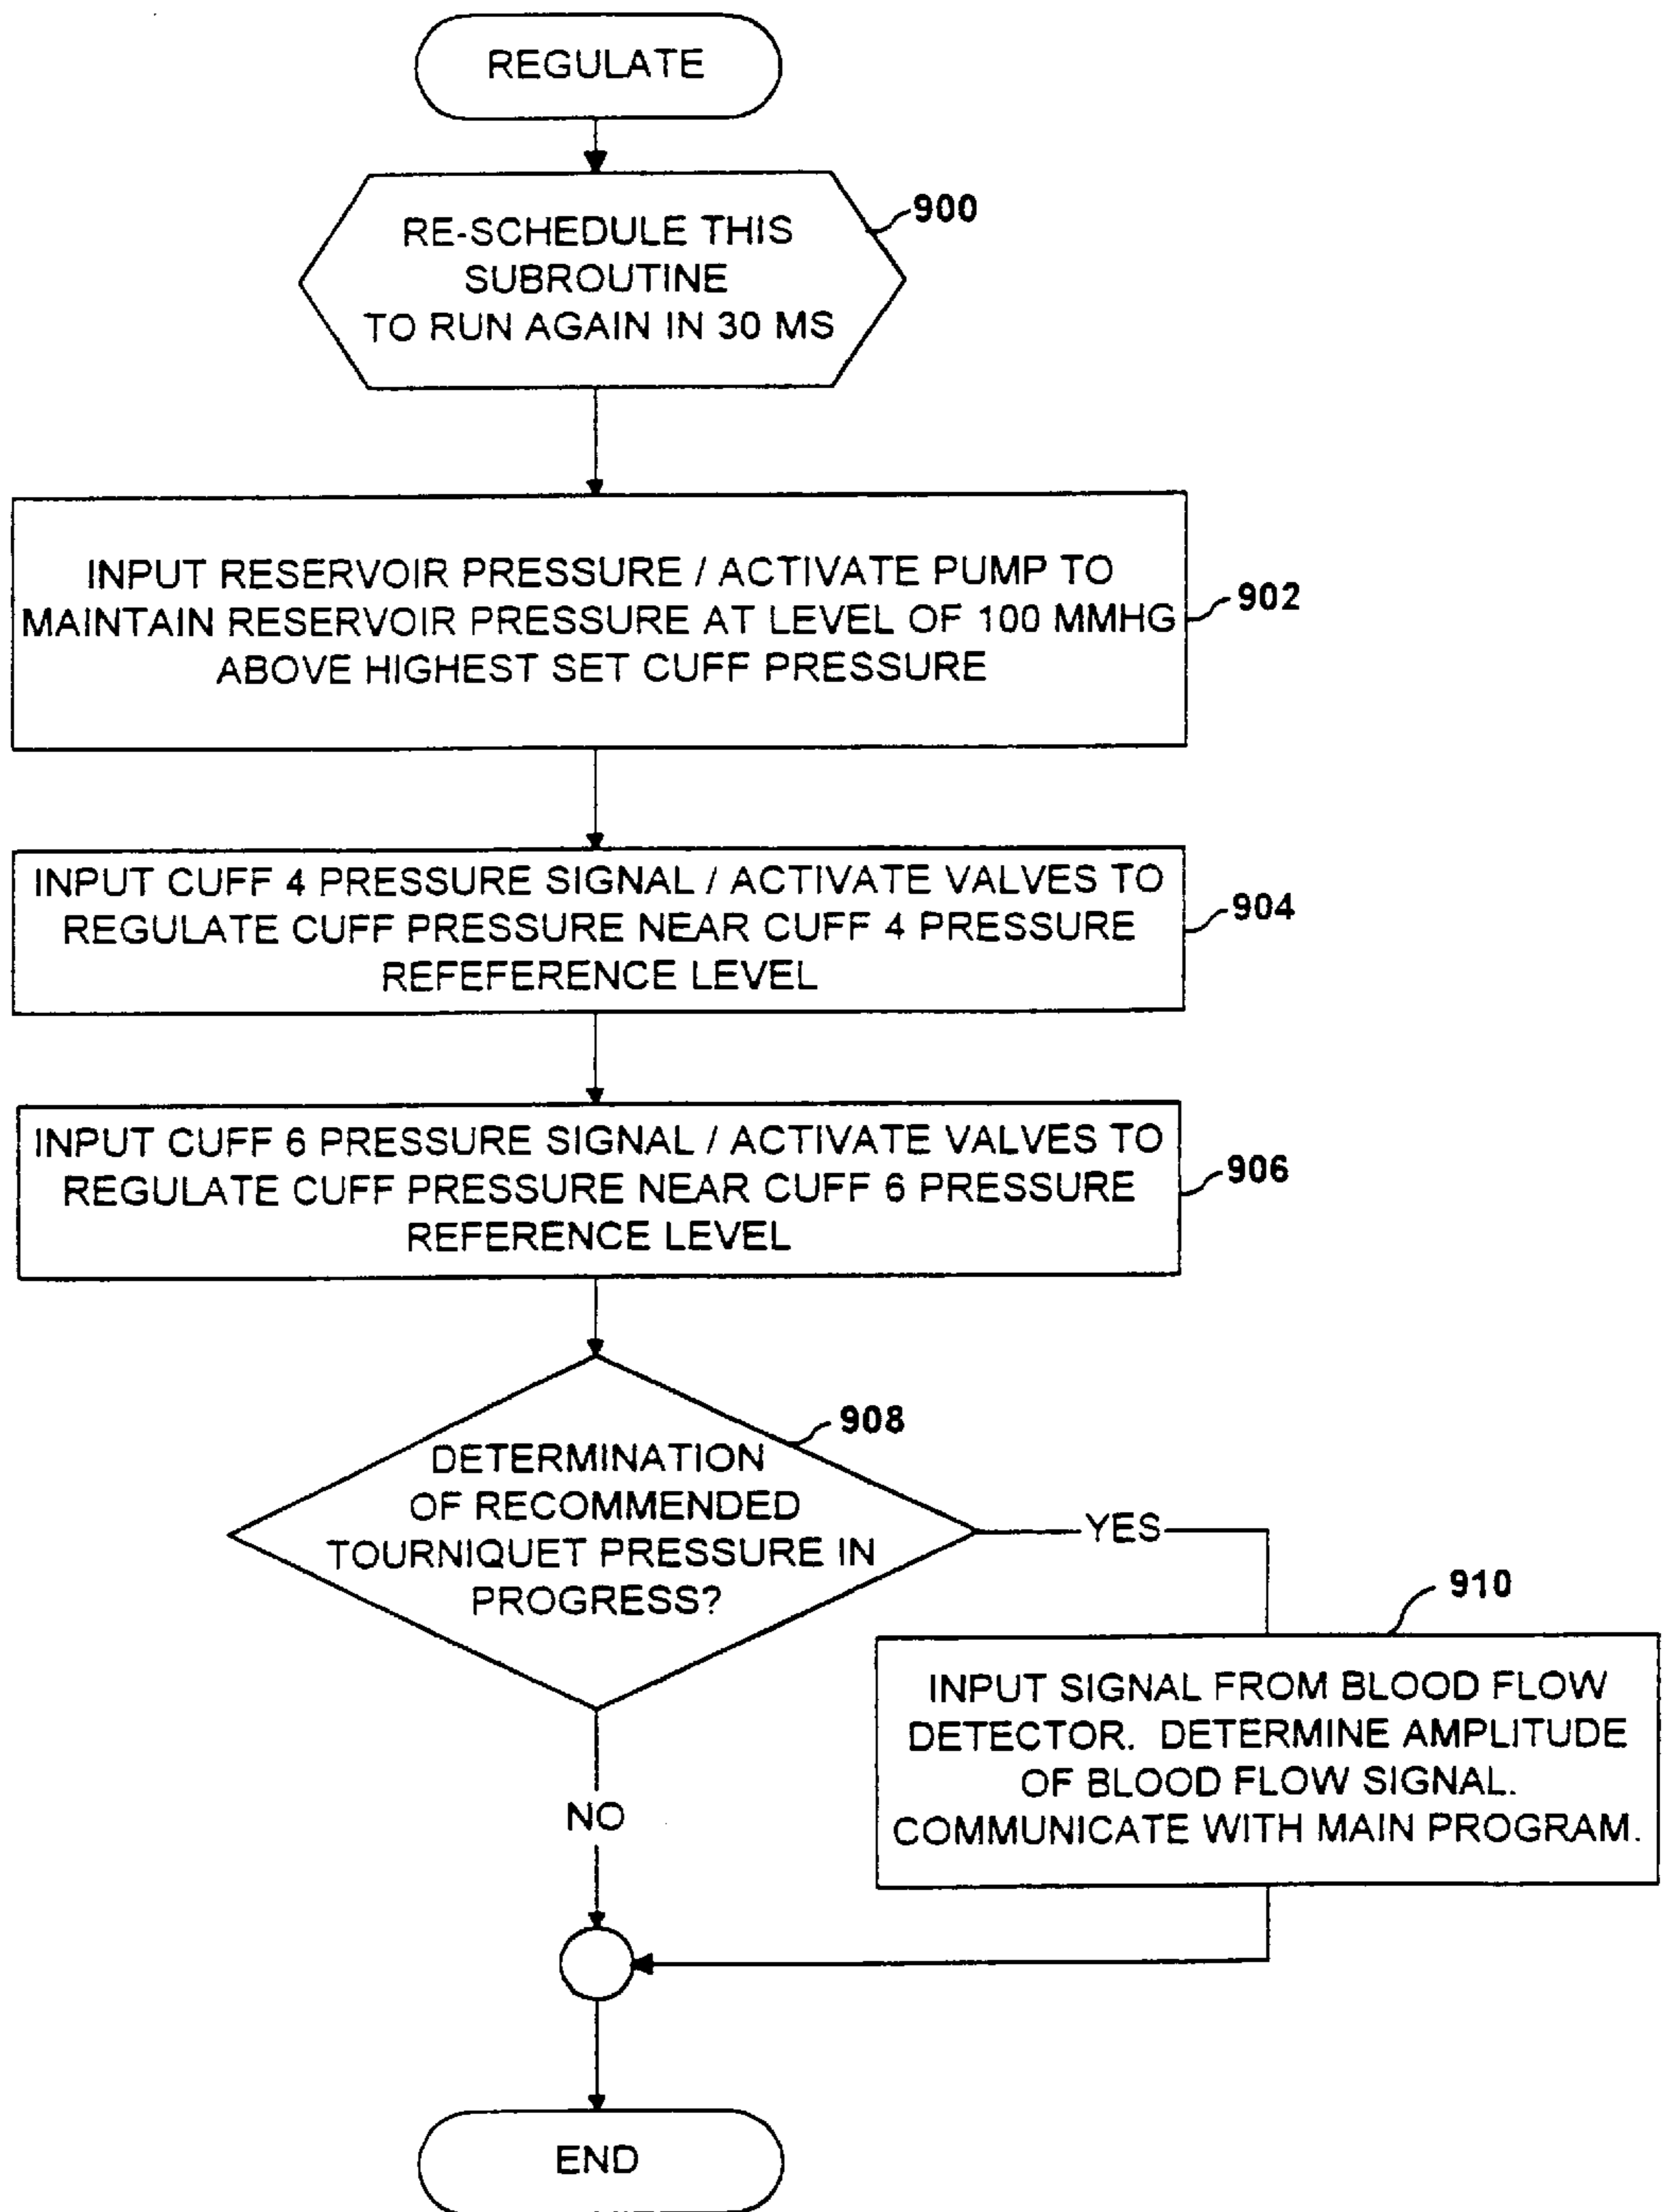 REGULATE
RE-SCHEDULE THIS
SUBROUTINE
TO RUN AGAIN IN 30 MS
900
INPUT RESERVOIR PRESSURE / ACTIVATE PUMP TO
MAINTAIN RESERVOIR PRESSURE AT LEVEL OF 100 MMHG
ABOVE HIGHEST SET CUFF PRESSURE
902
INPUT CUFF 4 PRESSURE SIGNAL / ACTIVATE VALVES TO
REGULATE CUFF PRESSURE NEAR CUFF 4 PRESSURE
REFEFERENCE LEVEL
904
INPUT CUFF 6 PRESSURE SIGNAL / ACTIVATE VALVES TO
REGULATE CUFF PRESSURE NEAR CUFF 6 PRESSURE
REFERENCE LEVEL
906
908
DETERMINATION
OF RECOMMENDED
TOURNIQUET PRESSURE IN
PROGRESS?
YES
910
INPUT SIGNAL FROM BLOOD FLOW
DETECTOR. DETERMINE AMPLITUDE
OF BLOOD FLOW SIGNAL.
COMMUNICATE WITH MAIN PROGRAM.
NO
END